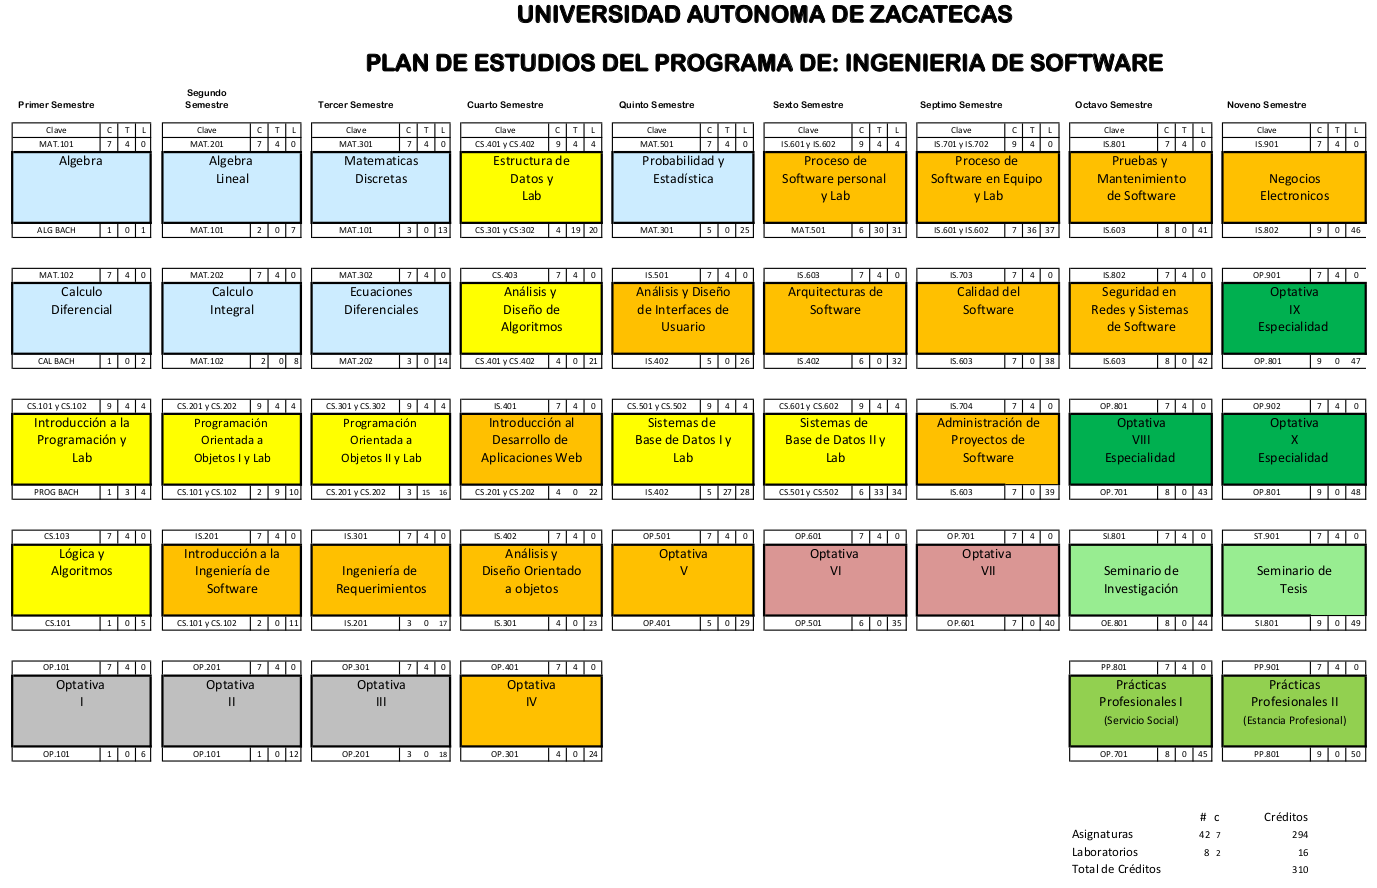 UNIVERSIDAD AUTONOMA DE ZACATECAS
PLAN DE ESTUDIOS DEL PROGRAMA DE: INGENIERIA DE SOFTWARE
Primer Semestre
Segundo
Semestre
Tercer Semestre
Cuarto Semestre
Quinto Semestre
Sexto Semestre
Septimo Semestre
Octavo Semestre
Noveno Semestre
Clave C T L
MAT.101 7 4 0
Algebra
ALG BACH 1 0 1
Clave C T L
MAT.201 7 4 0
Algebra
Lineal
MAT.101 2 0 7
Clave C T L
MAT.301 7 4 0
Matematicas
Discretas
MAT.101 3 0 13
Clave C T L
CS.401 y CS.402 9 4 4
Estructura de
Datos y
Lab
CS.301 y CS:302 4 19 20
Clave C T L
MAT.501 7 4 0
Probabilidad y
Estadística
MAT.301 5 0 25
Clave C T L
IS.601 y IS.602 9 4 4
Proceso de
Software personal
y Lab
MAT.501 6 30 31
Clave C T L
IS.701 y IS.702 9 4 0
Proceso de
Software en Equipo
y Lab
IS.601 y IS.602 7 36 37
Clave C T L
IS.801 7 4 0
Pruebas y
Mantenimiento
de Software
IS.603 8 0 41
Clave C T L
IS.901 7 4 0
Negocios
Electronicos
IS.802 9 0 46
MAT.102 7 4 0
Calculo
Diferencial
CAL BACH 1 0 2
MAT.202 7 4 0
Calculo
Integral
MAT.102 2 0 8
MAT.302 7 4 0
Ecuaciones
Diferenciales
MAT.202 3 0 14
CS.403 7 4 0
Análisis y
Diseño de
Algoritmos
CS.401 y CS.402 4 0 21
IS.501 7 4 0
Análisis y Diseño
de Interfaces de
Usuario
IS.402 5 0 26
IS.603 7 4 0
Arquitecturas de
Software
IS.402 6 0 32
IS.703 7 4 0
Calidad del
Software
IS.603 7 0 38
IS.802 7 4 0
Seguridad en
Redes y Sistemas
de Software
IS.603 8 0 42
OP.901 7 4 0
Optativa
IX
Especialidad
OP.801 9 0 47
CS.101 y CS.102 9 4 4
Introducción a la
Programación y
Lab
PROG BACH 1 3 4
CS.201 y CS.202 9 4 4
Programación
Orientada a
Objetos I y Lab
CS.101 y CS.102 2 9 10
CS.301 y CS.302 9 4 4
Programación
Orientada a
Objetos II y Lab
CS.201 y CS.202 3 15 16
IS.401 7 4 0
Introducción al
Desarrollo de
Aplicaciones Web
CS.201 y CS.202 4 0 22
CS.501 y CS.502 9 4 4
Sistemas de
Base de Datos I y
Lab
IS.402 5 27 28
CS.601 y CS.602 9 4 4
Sistemas de
Base de Datos II y
Lab
CS.501 y CS:502 6 33 34
IS.704 7 4 0
Administración de
Proyectos de
Software
IS.603 7 0 39
OP.801 7 4 0
Optativa
VIII
Especialidad
OP.701 8 0 43
OP.902 7 4 0
Optativa
X
Especialidad
OP.801 9 0 48
CS.103 7 4 0
Lógica y
Algoritmos
CS.101 1 0 5
IS.201 7 4 0
Introducción a la
Ingeniería de
Software
CS.101 y CS.102 2 0 11
IS.301 7 4 0
Ingeniería de
Requerimientos
IS.201 3 0 17
IS.402 7 4 0
Análisis y
Diseño Orientado
a objetos
IS.301 4 0 23
OP.501 7 4 0
Optativa
V
OP.401 5 0 29
OP.601 7 4 0
Optativa
VI
OP.501 6 0 35
OP.701 7 4 0
Optativa
VII
OP.601 7 0 40
SI.801 7 4 0
Seminario de
Investigación
OE.801 8 0 44
ST.901 7 4 0
Seminario de
Tesis
SI.801 9 0 49
OP.101 7 4 0
Optativa
I
OP.101 1 0 6
OP.201 7 4 0
Optativa
II
OP.101 1 0 12
OP.301 7 4 0
Optativa
III
OP.201 3 0 18
OP.401 7 4 0
Optativa
IV
OP.301 4 0 24
PP.801 7 4 0
Prácticas
Profesionales I
(Servicio Social)
OP.701 8 0 45
PP.901 7 4 0
Prácticas
Profesionales II
(Estancia Profesional)
PP.801 9 0 50
# c Créditos
Asignaturas 42 7 294
Laboratorios 8 2 16
Total de Créditos 310